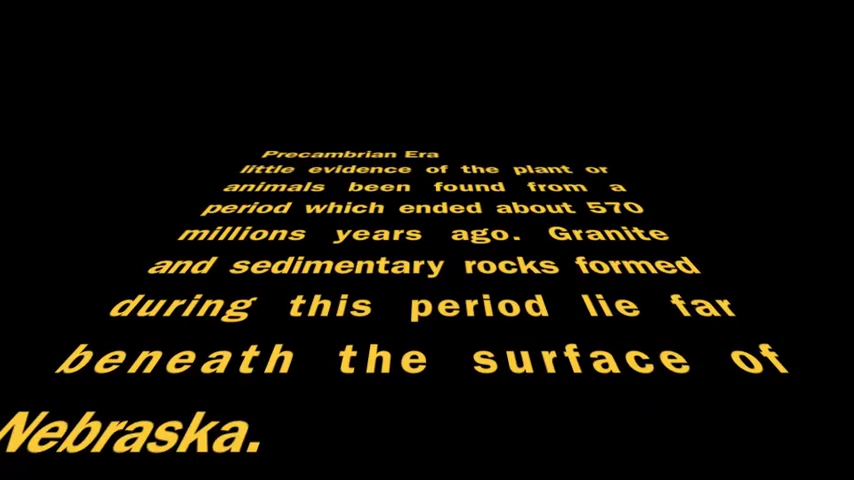 Precambrian Era
little evidence of the plant or
animals been found from a
period which ended about 570
millions years ago. Granite
and sedimentary rocks formed
during this period lie far
beneath the surface of
Nebraska.